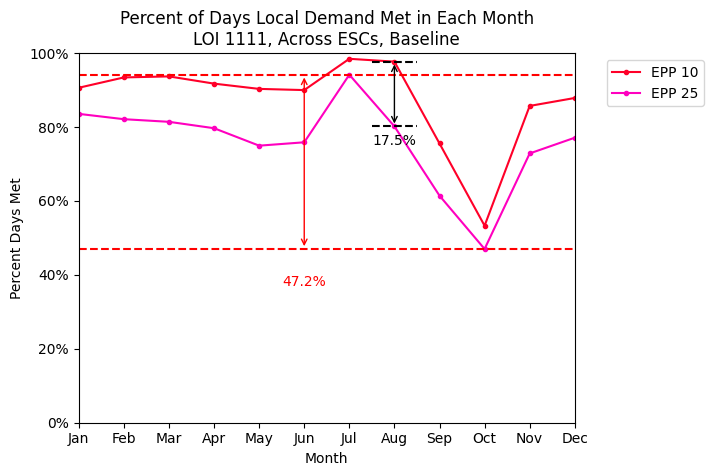 Percent of Days Local Demand Met in Each Month
LOI 1111, Across ESCs, Baseline
100%
80%
60%
40%
20%
0%
Percent Days Met
17.5%
47.2%
EPP 10
EPP 25
Jan Feb Mar Apr May Jun Jul Aug Sep Oct Nov Dec
Month